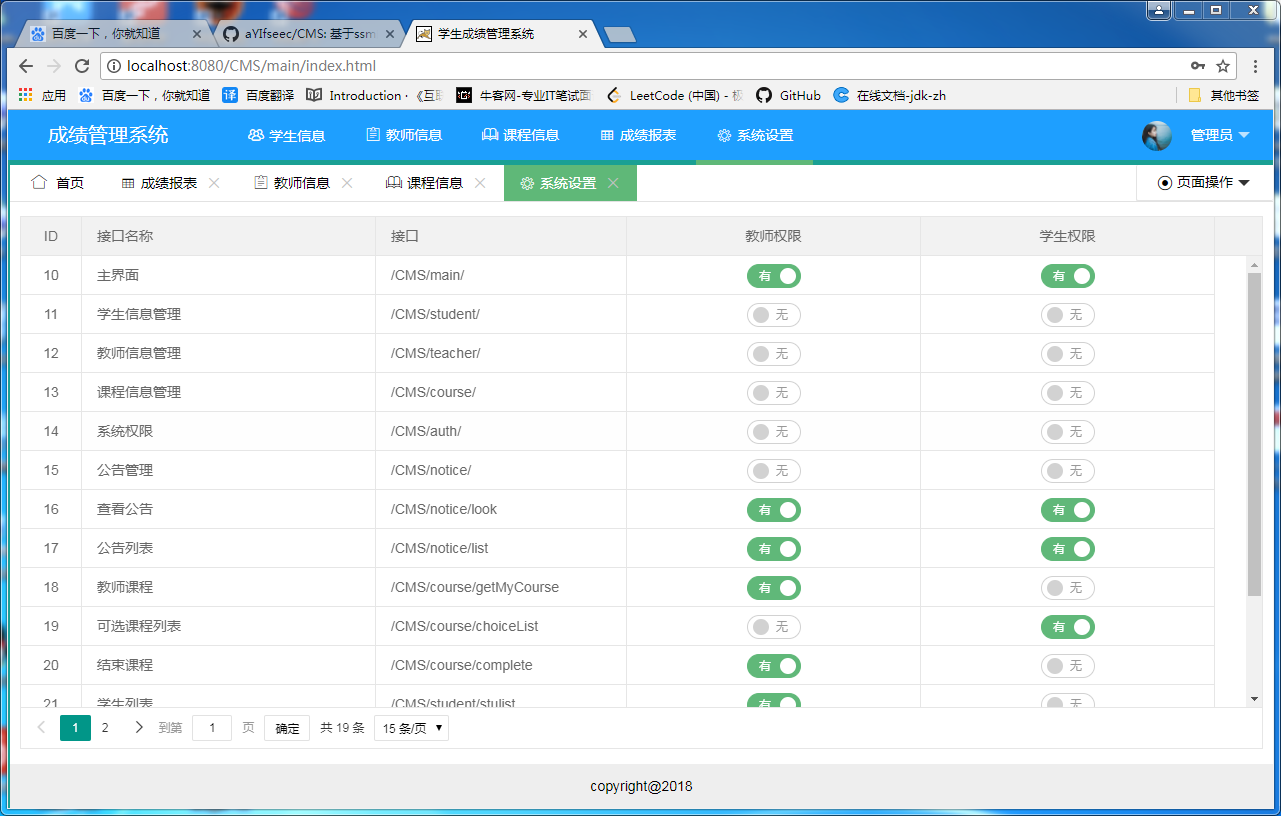 百度一下，你就知道
aYIfseec/CMS: 基于ssm
学生成绩管理系统
localhost:8080/CMS/main/index.html
应用 百度一下，你就知道 百度翻译 Introduction · 《互联 牛客网-专业IT笔试面 LeetCode (中国) - 极 GitHub 在线文档-jdk-zh 其他书签
成绩管理系统 学生信息 教师信息 课程信息 成绩报表 系统设置 管理员
首页 成绩报表 教师信息 课程信息 系统设置 页面操作
ID 接口名称 接口 教师权限 学生权限
10 主界面 /CMS/main/ 有 有
11 学生信息管理 /CMS/student/ 无 无
12 教师信息管理 /CMS/teacher/ 无 无
13 课程信息管理 /CMS/course/ 无 无
14 系统权限 /CMS/auth/ 无 无
15 公告管理 /CMS/notice/ 无 无
16 查看公告 /CMS/notice/look 有 有
17 公告列表 /CMS/notice/list 有 有
18 教师课程 /CMS/course/getMyCourse 有 无
19 可选课程列表 /CMS/course/choiceList 无 有
20 结束课程 /CMS/course/complete 有 无
21 学生列表 /CMS/student/stulist 有 无
1 2 到第 1 页 确定 共 19 条 15 条/页
copyright@2018